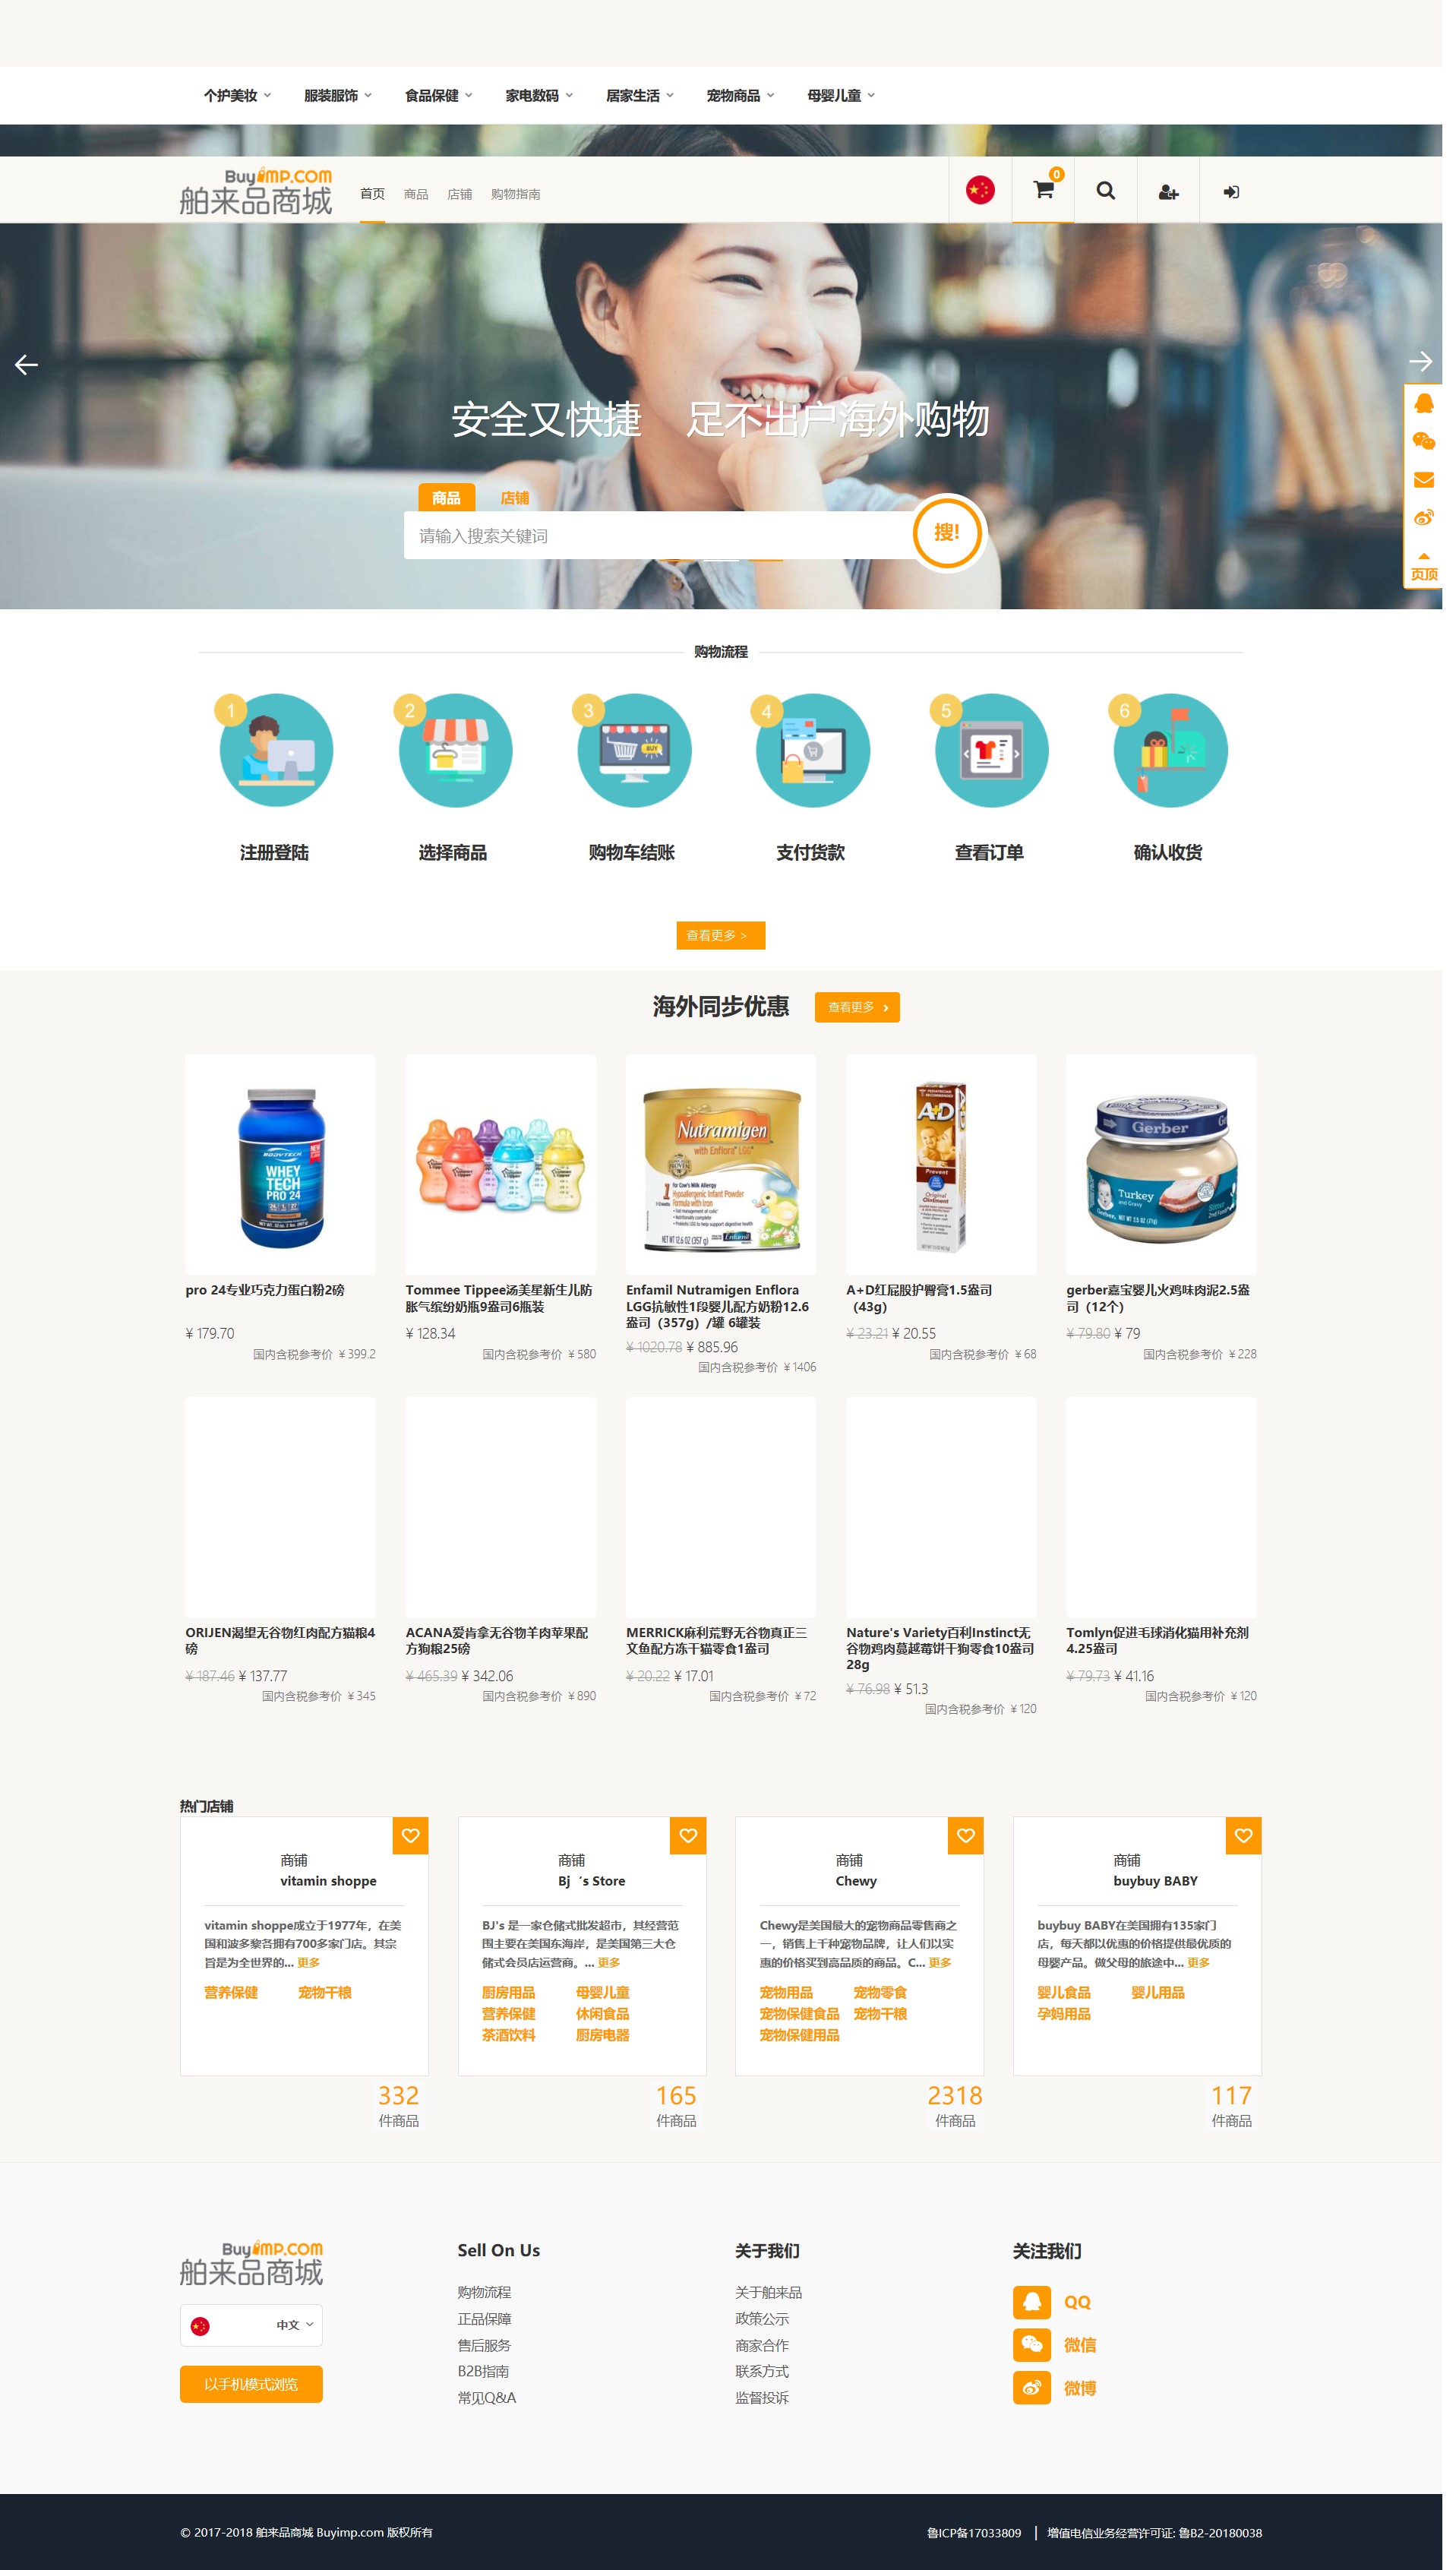 个护美妆
服装服饰
食品保健
家电数码
居家生活
宠物商品
母婴儿童
BuyIMP.COM
舶来品商城
首页
商品
店铺
购物指南
0
安全又快捷 足不出户海外购物
商品
店铺
请输入搜索关键词
搜!
页顶
购物流程
1
2
3
4
5
6
BUY
注册登陆
选择商品
购物车结账
支付货款
查看订单
确认收货
查看更多 >
海外同步优惠
查看更多
BODYTECH
WHEY
TECH
PRO 24
Nutramigen
with Enflora LGG
1
for Cow's Milk Allergy
Hypoallergenic Infant Powder
Formula with Iron
NET WT 12.6 OZ (357 g)
Enfamil
A+D
Prevent
Original
Ointment
Gerber
Turkey
and Gravy
pro 24专业巧克力蛋白粉2磅
¥ 179.70
国内含税参考价 ¥ 399.2
Tommee Tippee汤美星新生儿防
胀气缤纷奶瓶9盎司6瓶装
¥ 128.34
国内含税参考价 ¥ 580
Enfamil Nutramigen Enflora
LGG抗敏性1段婴儿配方奶粉12.6
盎司（357g）/罐 6罐装
¥ 1020.78 ¥ 885.96
国内含税参考价 ¥ 1406
A+D红屁股护臀膏1.5盎司
（43g）
¥ 23.21 ¥ 20.55
国内含税参考价 ¥ 68
gerber嘉宝婴儿火鸡味肉泥2.5盎
司（12个）
¥ 79.80 ¥ 79
国内含税参考价 ¥ 228
ORIJEN渴望无谷物红肉配方猫粮4
磅
¥ 187.46 ¥ 137.77
国内含税参考价 ¥ 345
ACANA爱肯拿无谷物羊肉苹果配
方狗粮25磅
¥ 465.39 ¥ 342.06
国内含税参考价 ¥ 890
MERRICK麻利荒野无谷物真正三
文鱼配方冻干猫零食1盎司
¥ 20.22 ¥ 17.01
国内含税参考价 ¥ 72
Nature's Variety百利Instinct无
谷物鸡肉蔓越莓饼干狗零食10盎司
28g
¥ 76.98 ¥ 51.3
国内含税参考价 ¥ 120
Tomlyn促进毛球消化猫用补充剂
4.25盎司
¥ 79.73 ¥ 41.16
国内含税参考价 ¥ 120
热门店铺
商铺
vitamin shoppe
vitamin shoppe成立于1977年，在美
国和波多黎各拥有700多家门店。其宗
旨是为全世界的... 更多
营养保健 宠物干粮
332
件商品
商铺
Bj‘s Store
BJ's 是一家仓储式批发超市，其经营范
围主要在美国东海岸，是美国第三大仓
储式会员店运营商。... 更多
厨房用品 母婴儿童
营养保健 休闲食品
茶酒饮料 厨房电器
165
件商品
商铺
Chewy
Chewy是美国最大的宠物商品零售商之
一，销售上千种宠物品牌，让人们以实
惠的价格买到高品质的商品。C... 更多
宠物用品 宠物零食
宠物保健食品 宠物干粮
宠物保健用品
2318
件商品
商铺
buybuy BABY
buybuy BABY在美国拥有135家门
店，每天都以优惠的价格提供最优质的
母婴产品。做父母的旅途中... 更多
婴儿食品 婴儿用品
孕妈用品
117
件商品
BuyIMP.COM
舶来品商城
中文
以手机模式浏览
Sell On Us
购物流程
正品保障
售后服务
B2B指南
常见Q&A
关于我们
关于舶来品
政策公示
商家合作
联系方式
监督投诉
关注我们
QQ
微信
微博
© 2017-2018 舶来品商城 Buyimp.com 版权所有
鲁ICP备17033809 | 增值电信业务经营许可证: 鲁B2-20180038